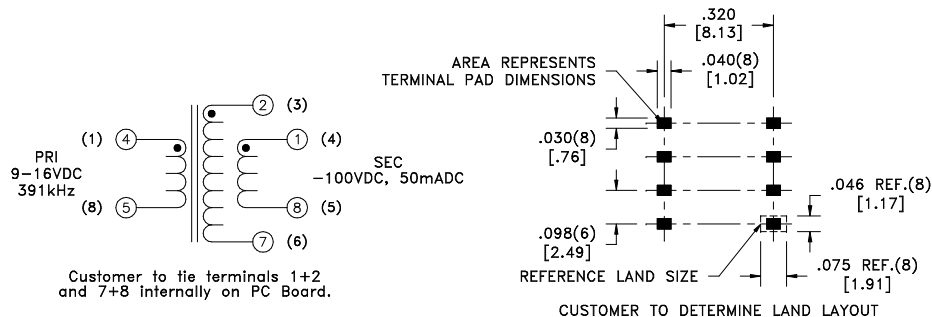 (1) 4
PRI
9-16VDC
391kHz
(8) 5
2 (3)
1 (4)
SEC
-100VDC, 50mADC
8 (5)
7 (6)
Customer to tie terminals 1+2
and 7+8 internally on PC Board.
.320
[8.13]
AREA REPRESENTS
TERMINAL PAD DIMENSIONS
.040(8)
[1.02]
.030(8)
[.76]
.046 REF.(8)
[1.17]
.098(6)
[2.49]
REFERENCE LAND SIZE
.075 REF.(8)
[1.91]
CUSTOMER TO DETERMINE LAND LAYOUT